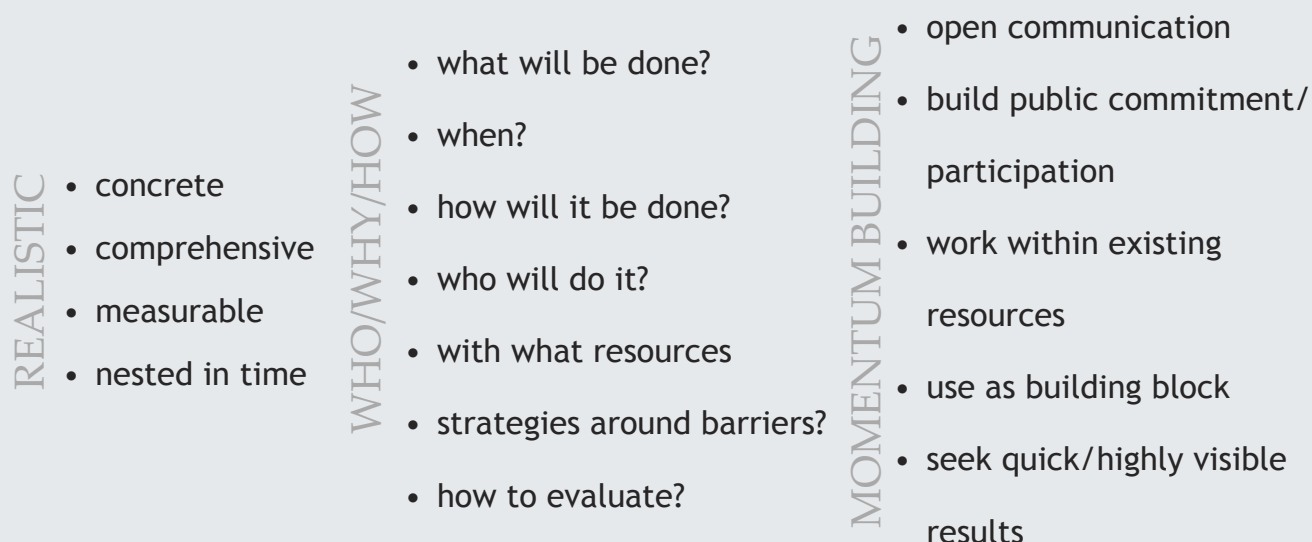 REALISTIC
• concrete
• comprehensive
• measurable
• nested in time
WHO/WHY/HOW
• what will be done?
• when?
• how will it be done?
• who will do it?
• with what resources
• strategies around barriers?
• how to evaluate?
MOMENTUM BUILDING
• open communication
• build public commitment/
participation
• work within existing
resources
• use as building block
• seek quick/highly visible
results